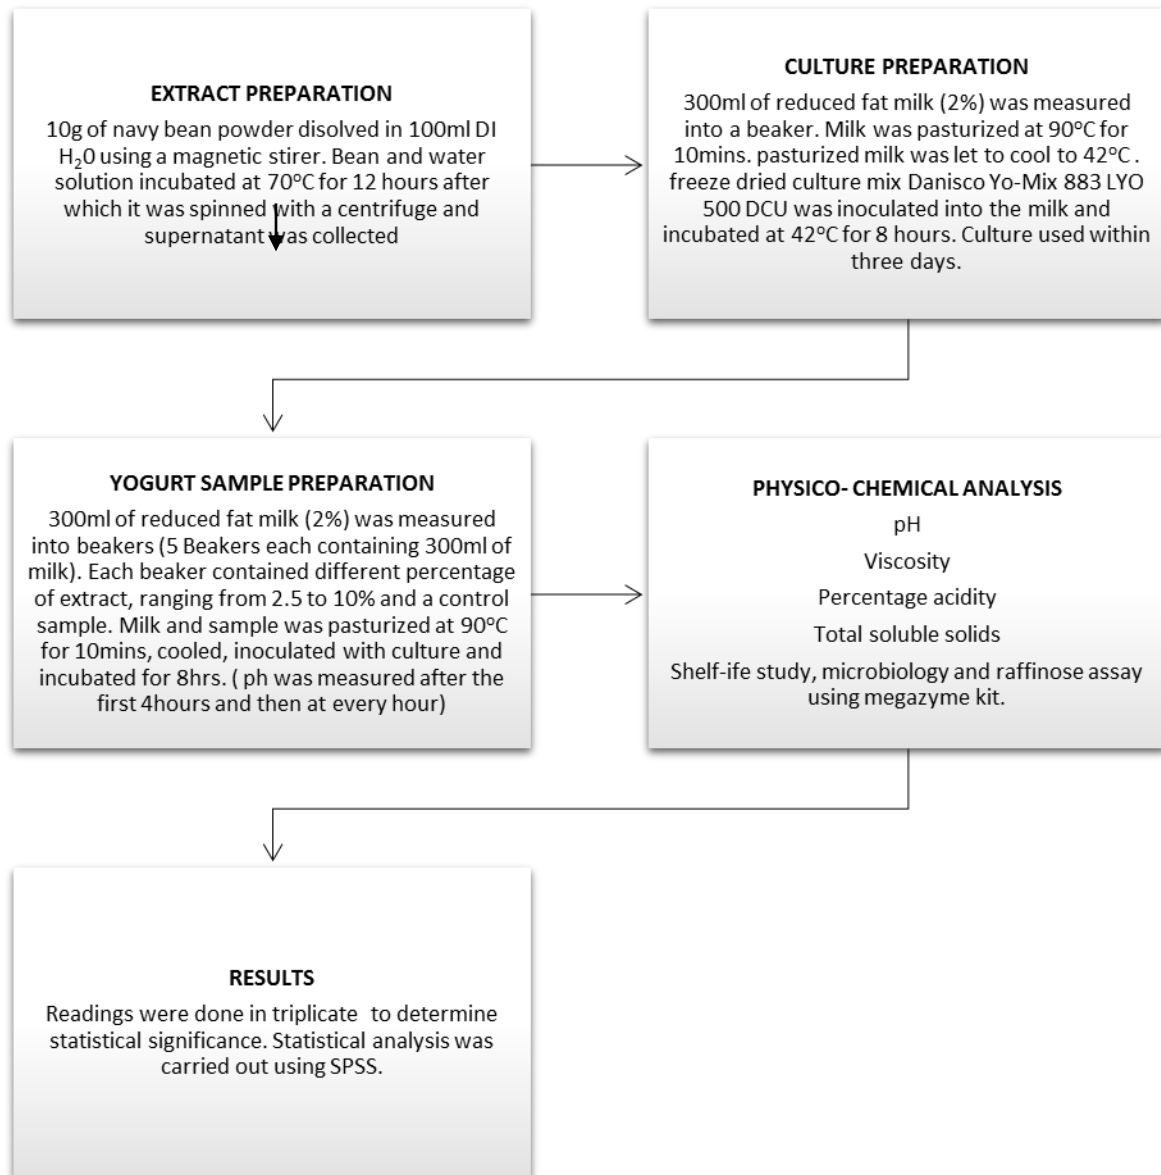 EXTRACT PREPARATION
10g of navy bean powder disolved in 100ml DI
H₂0 using a magnetic stirer. Bean and water
solution incubated at 70°C for 12 hours after
which it was spinned with a centrifuge and
supernatant was collected
CULTURE PREPARATION
300ml of reduced fat milk (2%) was measured
into a beaker. Milk was pasturized at 90°C for
10mins. pasturized milk was let to cool to 42°C .
freeze dried culture mix Danisco Yo-Mix 883 LYO
500 DCU was inoculated into the milk and
incubated at 42°C for 8 hours. Culture used within
three days.
YOGURT SAMPLE PREPARATION
300ml of reduced fat milk (2%) was measured
into beakers (5 Beakers each containing 300ml of
milk). Each beaker contained different percentage
of extract, ranging from 2.5 to 10% and a control
sample. Milk and sample was pasturized at 90°C
for 10mins, cooled, inoculated with culture and
incubated for 8hrs. ( ph was measured after the
first 4hours and then at every hour)
PHYSICO- CHEMICAL ANALYSIS
pH
Viscosity
Percentage acidity
Total soluble solids
Shelf-ife study, microbiology and raffinose assay
using megazyme kit.
RESULTS
Readings were done in triplicate to determine
statistical significance. Statistical analysis was
carried out using SPSS.